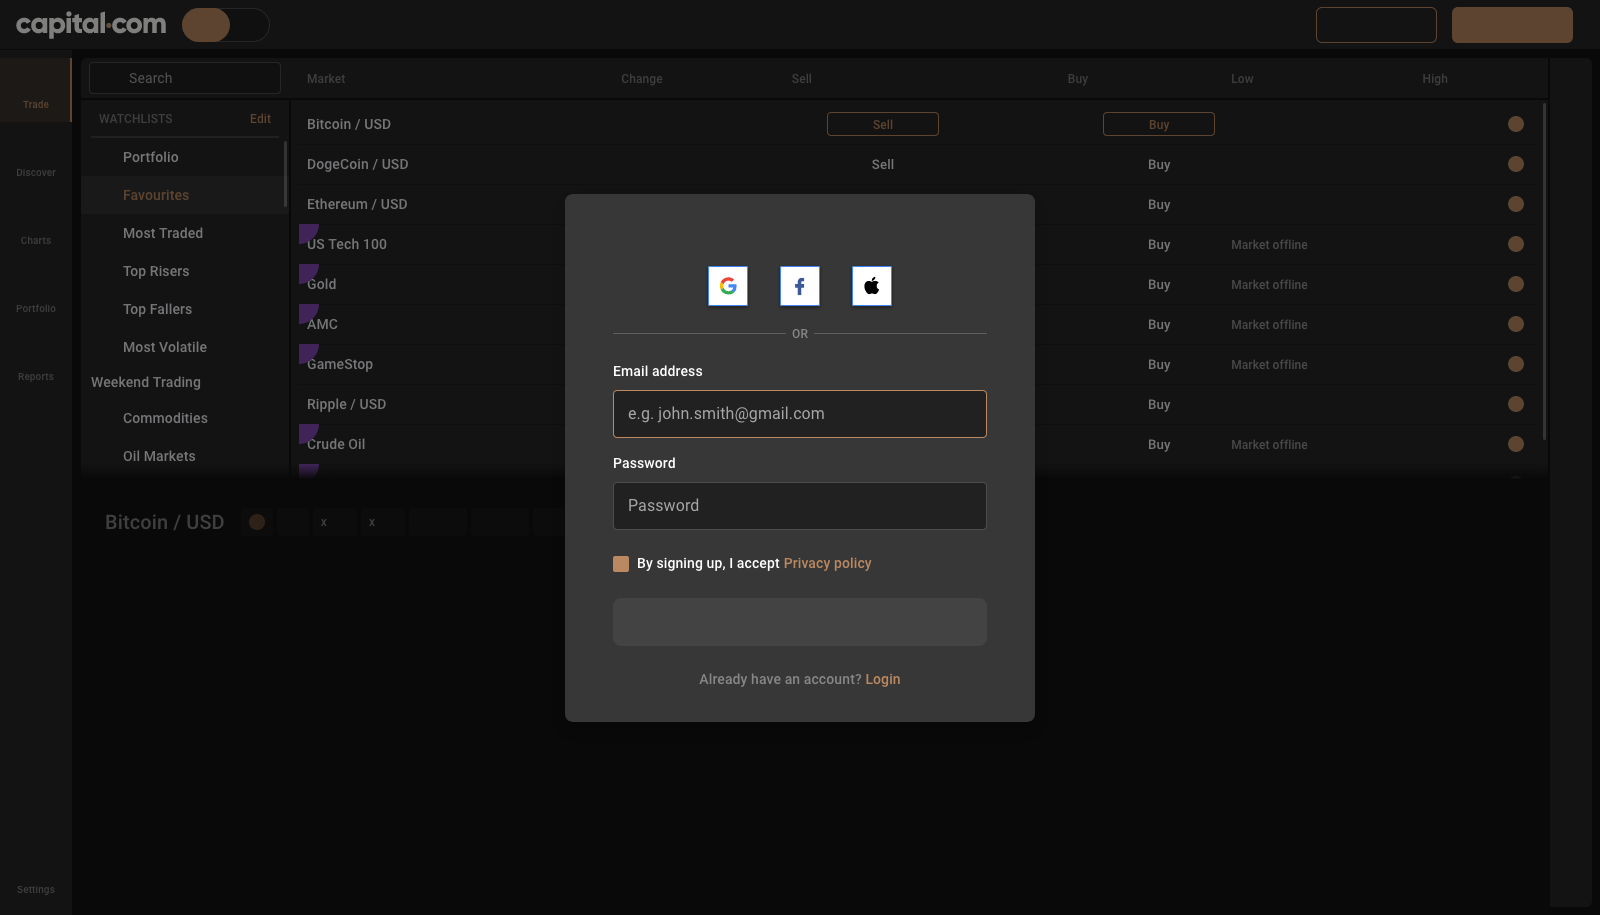 capital.com
Search
Market
Change
Sell
Buy
Low
High
Trade
Discover
Charts
Portfolio
Reports
Settings
WATCHLISTS
Edit
Portfolio
Favourites
Most Traded
Top Risers
Top Fallers
Most Volatile
Weekend Trading
Commodities
Oil Markets
Bitcoin / USD
Sell
Buy
DogeCoin / USD
Sell
Buy
Ethereum / USD
Buy
US Tech 100
Buy
Market offline
Gold
Buy
Market offline
AMC
Buy
Market offline
GameStop
Buy
Market offline
Ripple / USD
Buy
Crude Oil
Buy
Market offline
Bitcoin / USD
x
x
OR
Email address
e.g. john.smith@gmail.com
Password
Password
By signing up, I accept Privacy policy
Already have an account? Login